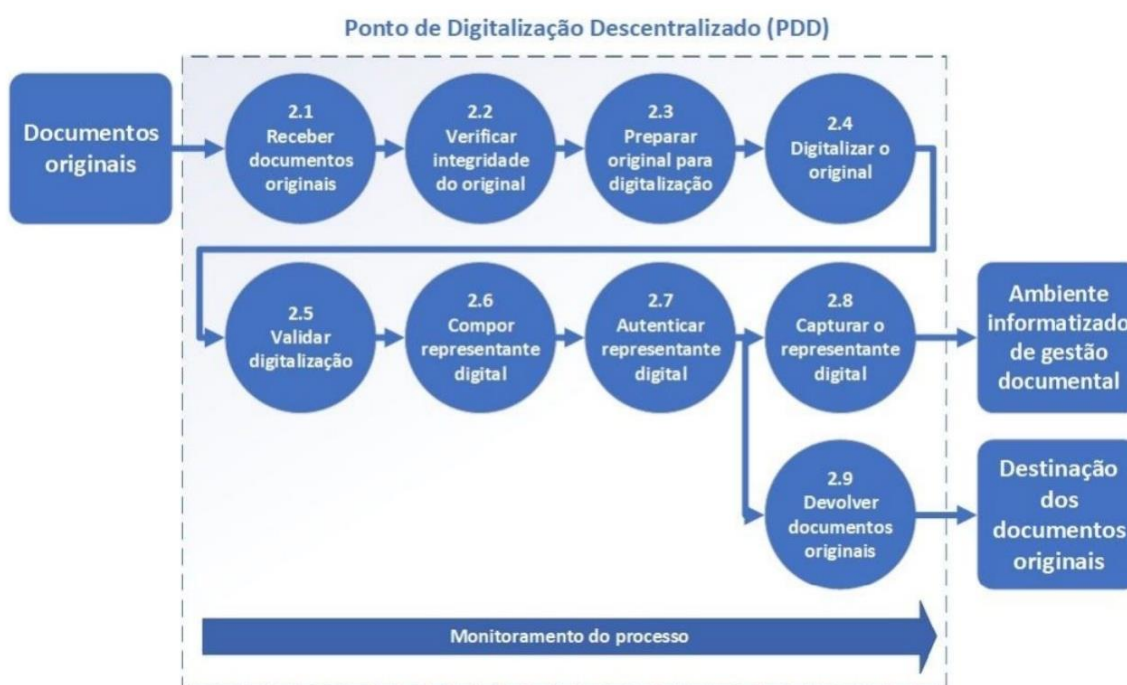 Ponto de Digitalização Descentralizado (PDD)
Documentos
originais
2.1
Receber
documentos
originais
2.2
Verificar
integridade
do original
2.3
Preparar
original para
digitalização
2.4
Digitalizar o
original
2.5
Validar
digitalização
2.6
Compor
representante
digital
2.7
Autenticar
representante
digital
2.8
Capturar o
representante
digital
Ambiente
informatizado
de gestão
documental
2.9
Devolver
documentos
originais
Destinação
dos
documentos
originais
Monitoramento do processo